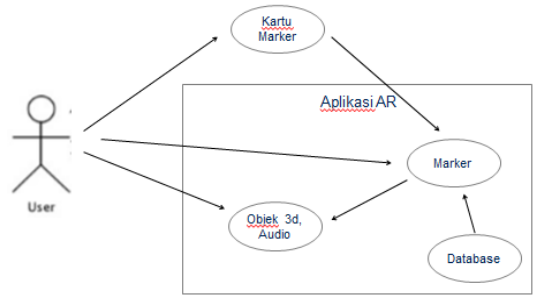 Kartu
Marker
Aplikasi AR
Marker
User
Objek 3d,
Audio
Database